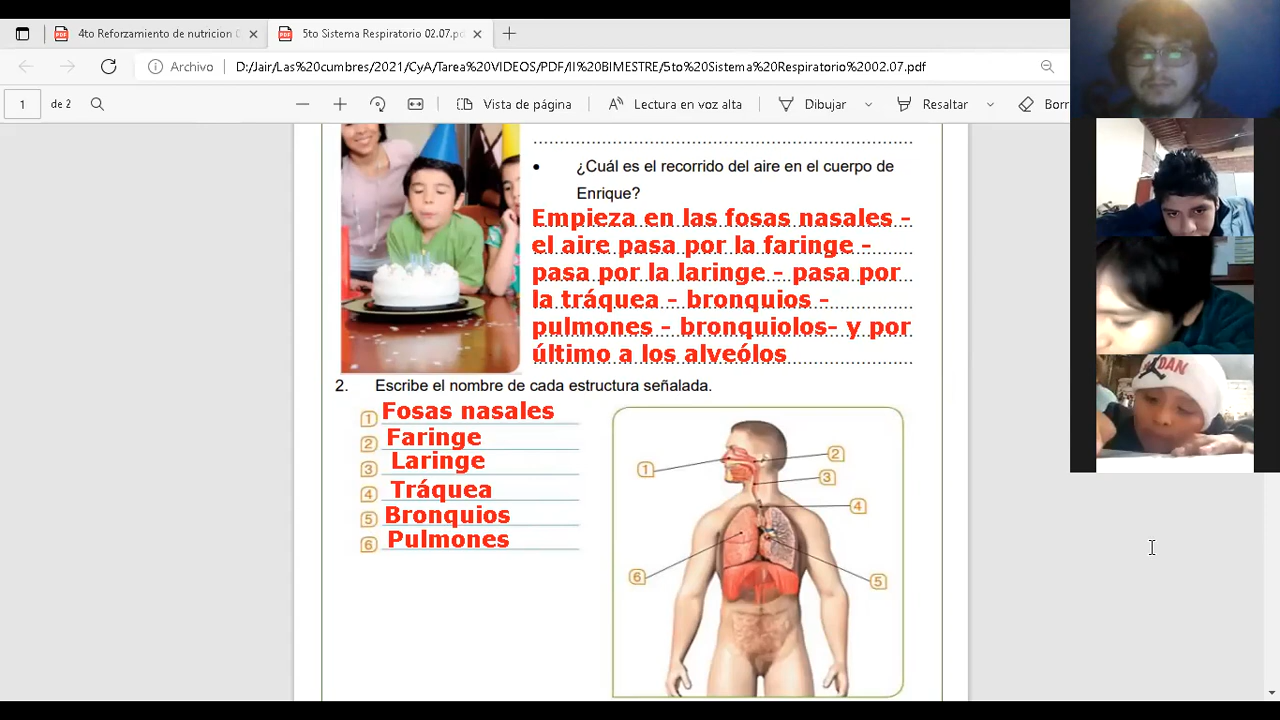 4to Reforzamiento de nutricion C
5to Sistema Respiratorio 02.07.pd
Archivo
D:/Jair/Las%20cumbres/2021/CyA/Tarea%20VIDEOS/PDF/II%20BIMESTRE/5to%20Sistema%20Respiratorio%2002.07.pdf
1 de 2
Vista de página
Lectura en voz alta
Dibujar
Resaltar
Borr
• ¿Cuál es el recorrido del aire en el cuerpo de
Enrique?
Empieza en las fosas nasales -
el aire pasa por la faringe -
pasa por la laringe - pasa por
la tráquea - bronquios -
pulmones - bronquiolos- y por
último a los alveólos
2. Escribe el nombre de cada estructura señalada.
1 Fosas nasales
2 Faringe
3 Laringe
4 Tráquea
5 Bronquios
6 Pulmones
1
2
3
4
5
6